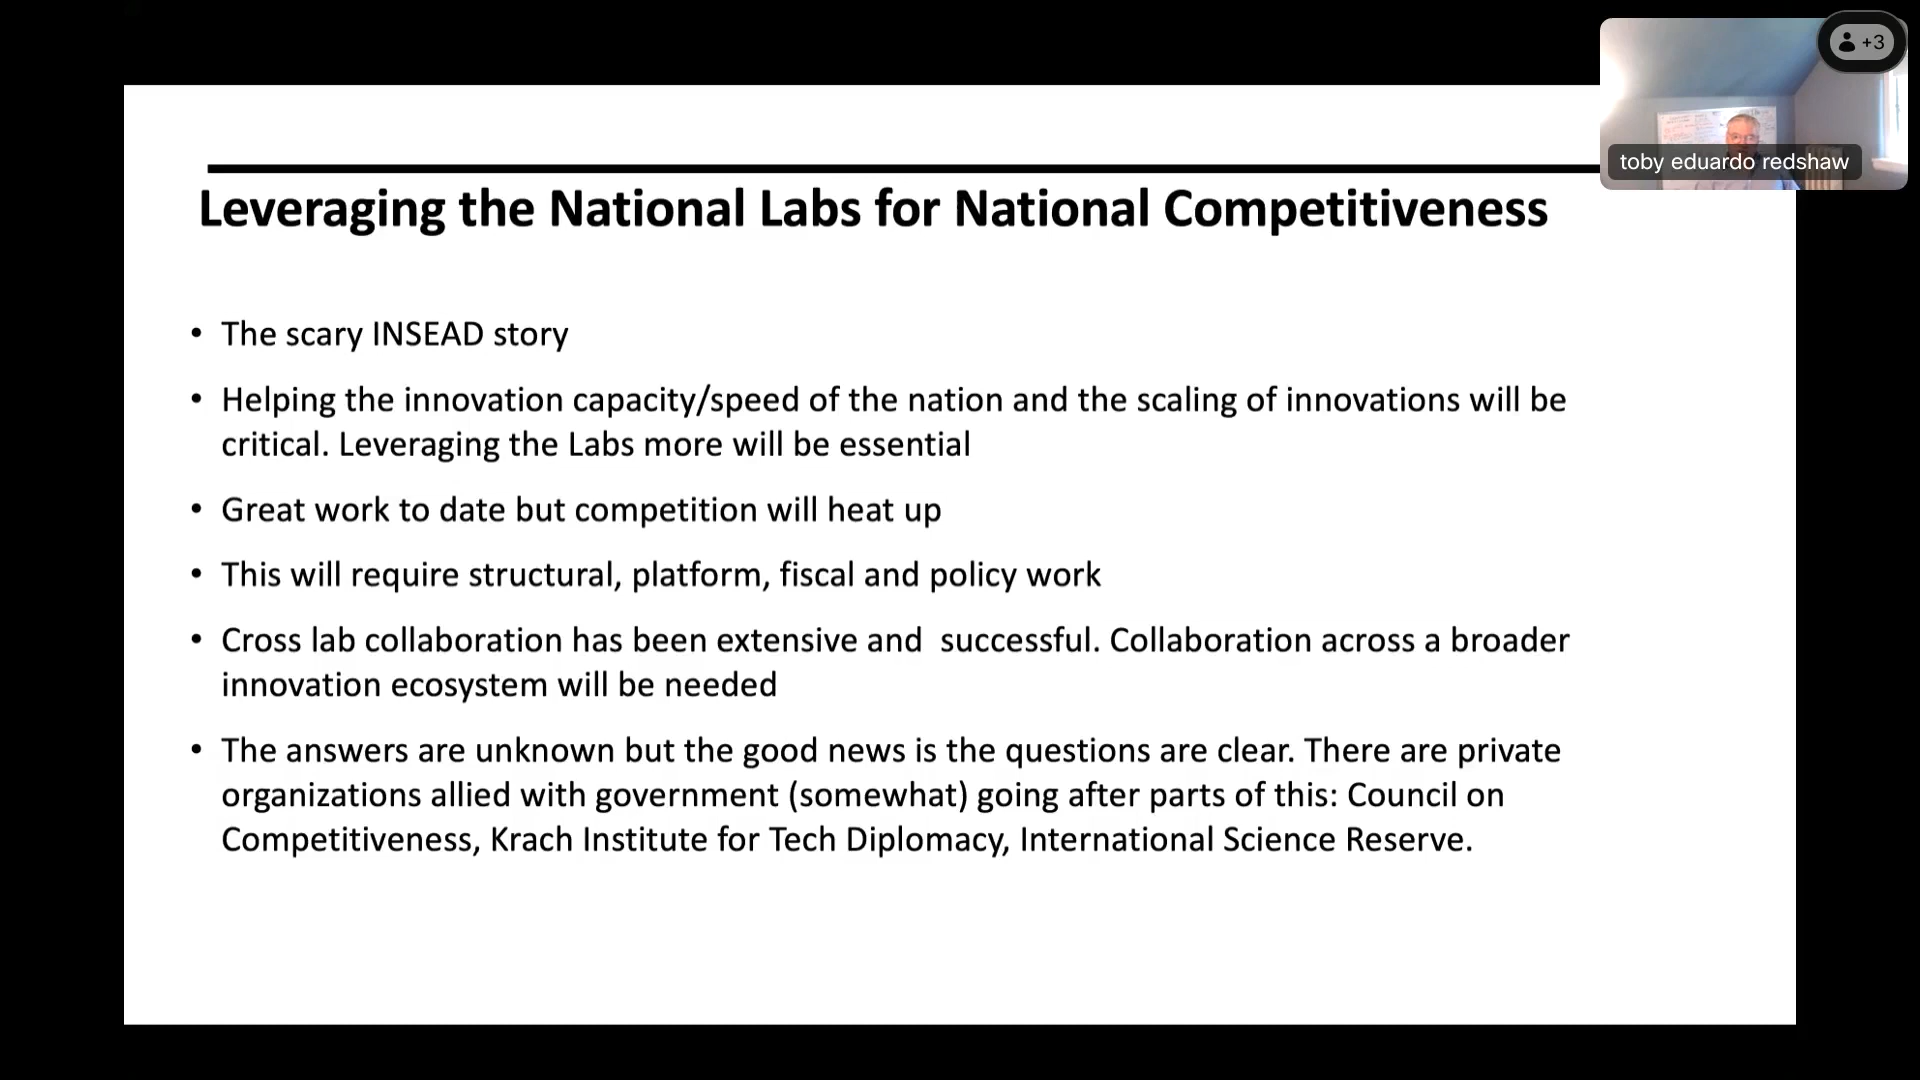 +3
toby eduardo redshaw
Leveraging the National Labs for National Competitiveness
• The scary INSEAD story
• Helping the innovation capacity/speed of the nation and the scaling of innovations will be
critical. Leveraging the Labs more will be essential
• Great work to date but competition will heat up
• This will require structural, platform, fiscal and policy work
• Cross lab collaboration has been extensive and  successful. Collaboration across a broader
innovation ecosystem will be needed
• The answers are unknown but the good news is the questions are clear. There are private
organizations allied with government (somewhat) going after parts of this: Council on
Competitiveness, Krach Institute for Tech Diplomacy, International Science Reserve.